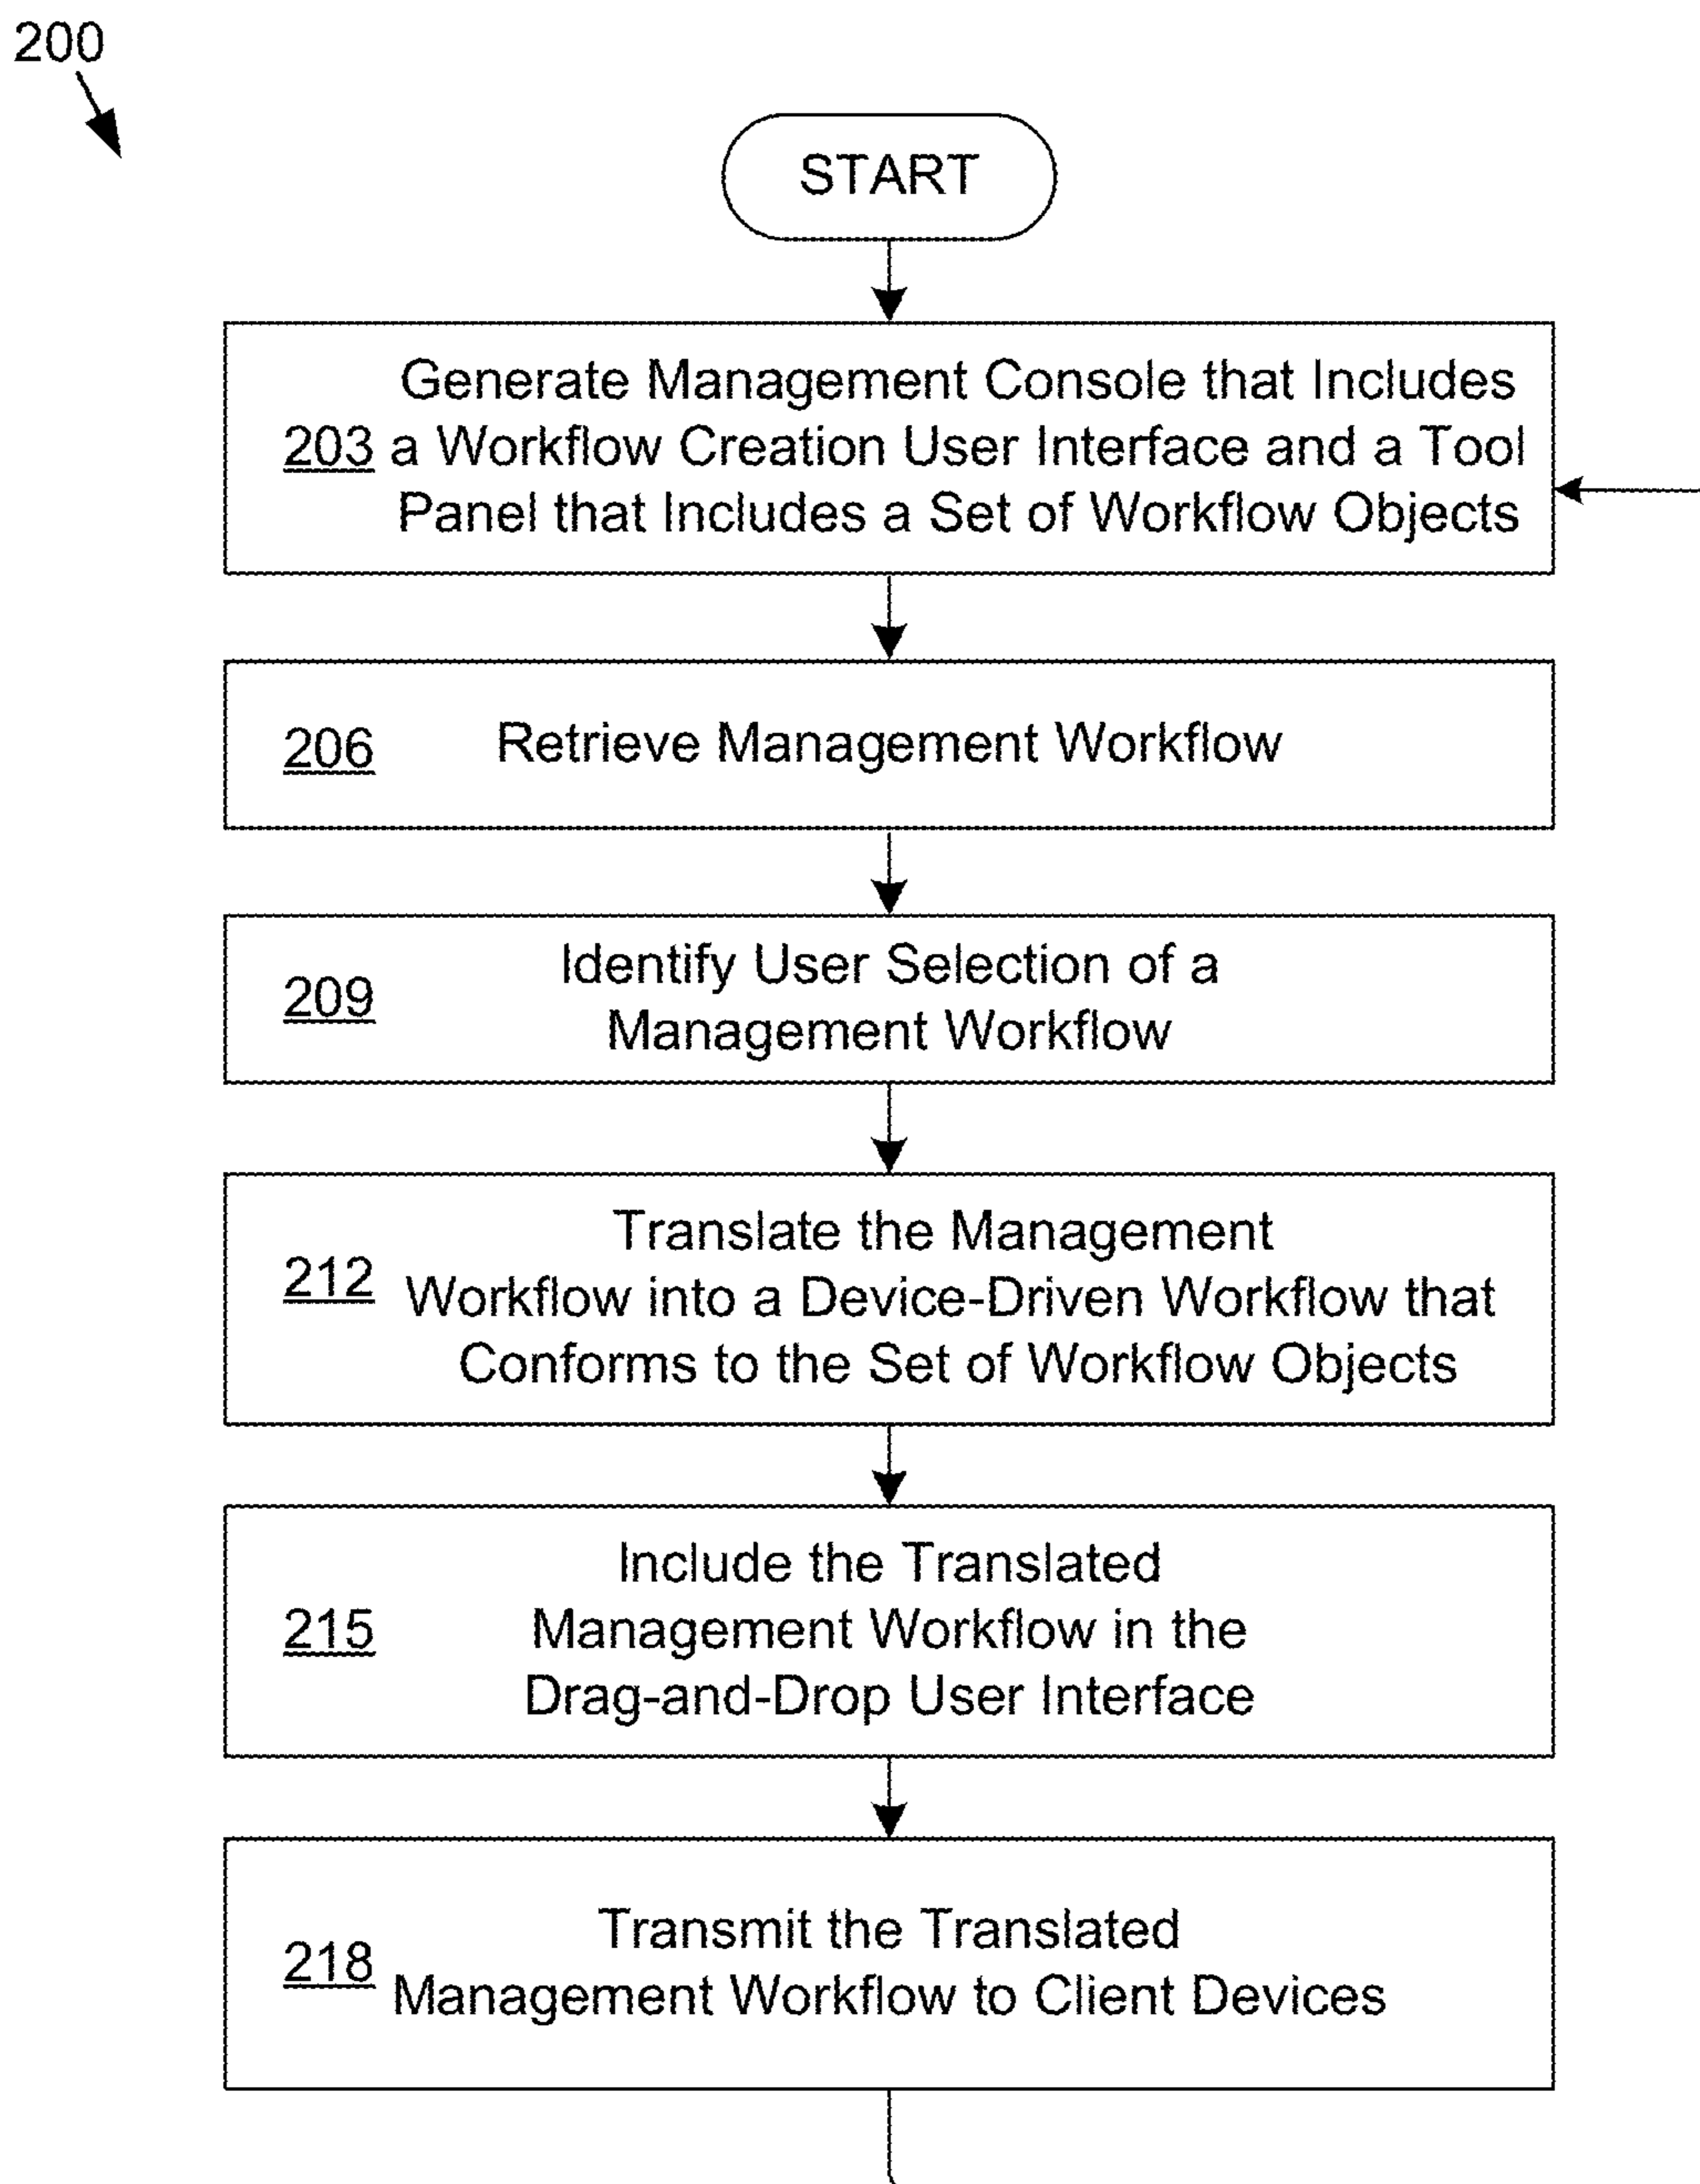 200
START
Generate Management Console that Includes
203 a Workflow Creation User Interface and a Tool
Panel that Includes a Set of Workflow Objects
206 Retrieve Management Workflow
Identify User Selection of a
209
Management Workflow
Translate the Management
212 Workflow into a Device-Driven Workflow that
Conforms to the Set of Workflow Objects
Include the Translated
215 Management Workflow in the
Drag-and-Drop User Interface
Transmit the Translated
218 Management Workflow to Client Devices